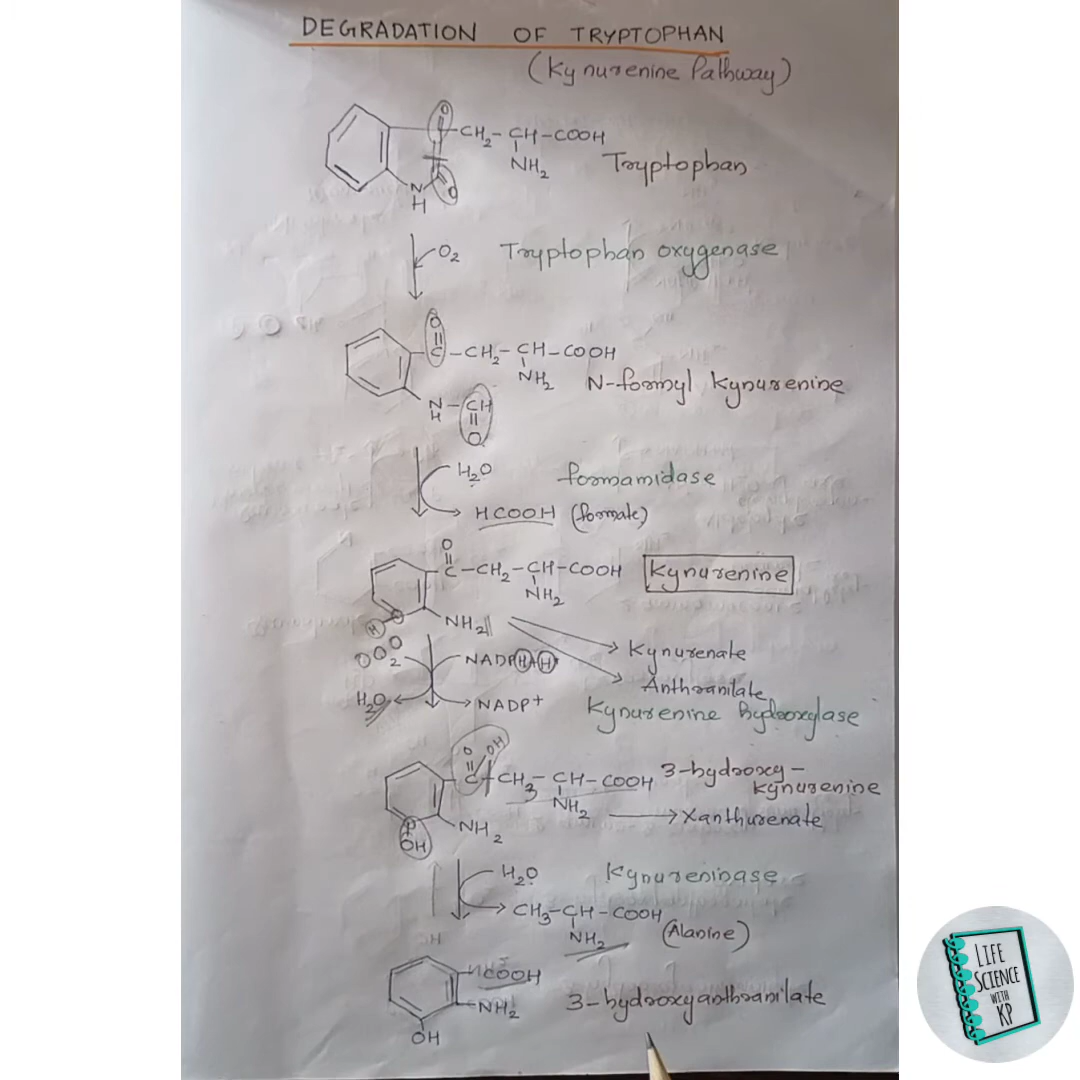 DEGRADATION OF TRYPTOPHAN
(Kynurenine Pathway)
O
CH₂-CH-COOH
NH₂ Tryptophan
N
H
O
O₂ Tryptophan oxygenase
O
C-CH₂-CH-COOH
NH₂ N-formyl kynurenine
N-CH
H
O
H₂O formamidase
HCOOH (formate)
O
C-CH₂-CH-COOH Kynurenine
NH₂
H NH₂
Kynurenate
O₂ NADPH+H
Anthranilate
H₂O NADP+ Kynurenine hydroxylase
O OH
C CH₃-CH-COOH 3-hydroxy-
kynurenine
NH₂
NH₂ Xanthurenate
OH
H₂O Kynureninase
CH₃-CH-COOH
NH₂ (Alanine)
COOH
NH₂ 3-hydroxyanthranilate
OH
LIFE
SCIENCE
WITH
KP